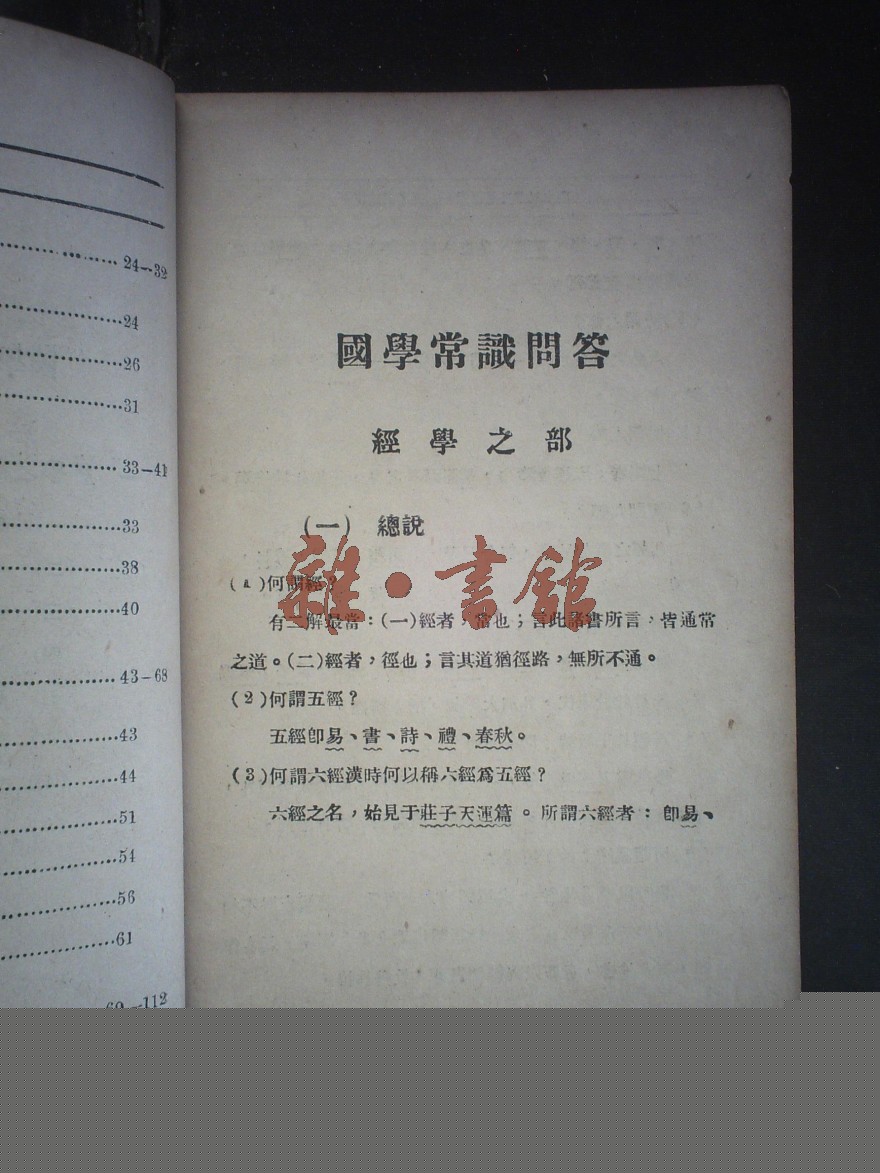 24—32
24
26
31
33—41
33
38
40
43-68
43
44
51
54
56
61
—112
國學常識問答
經學之部
(一) 總說
(1)何謂經?
有二解最當:(一)經者,常也;言此諸書所言,皆通常
之道。(二)經者,徑也;言其道猶徑路,無所不通。
(2)何謂五經?
五經卽易、書、詩、禮、春秋。
(3)何謂六經漢時何以稱六經爲五經?
六經之名,始見于莊子天運篇。所謂六經者:卽易、
雜·書館